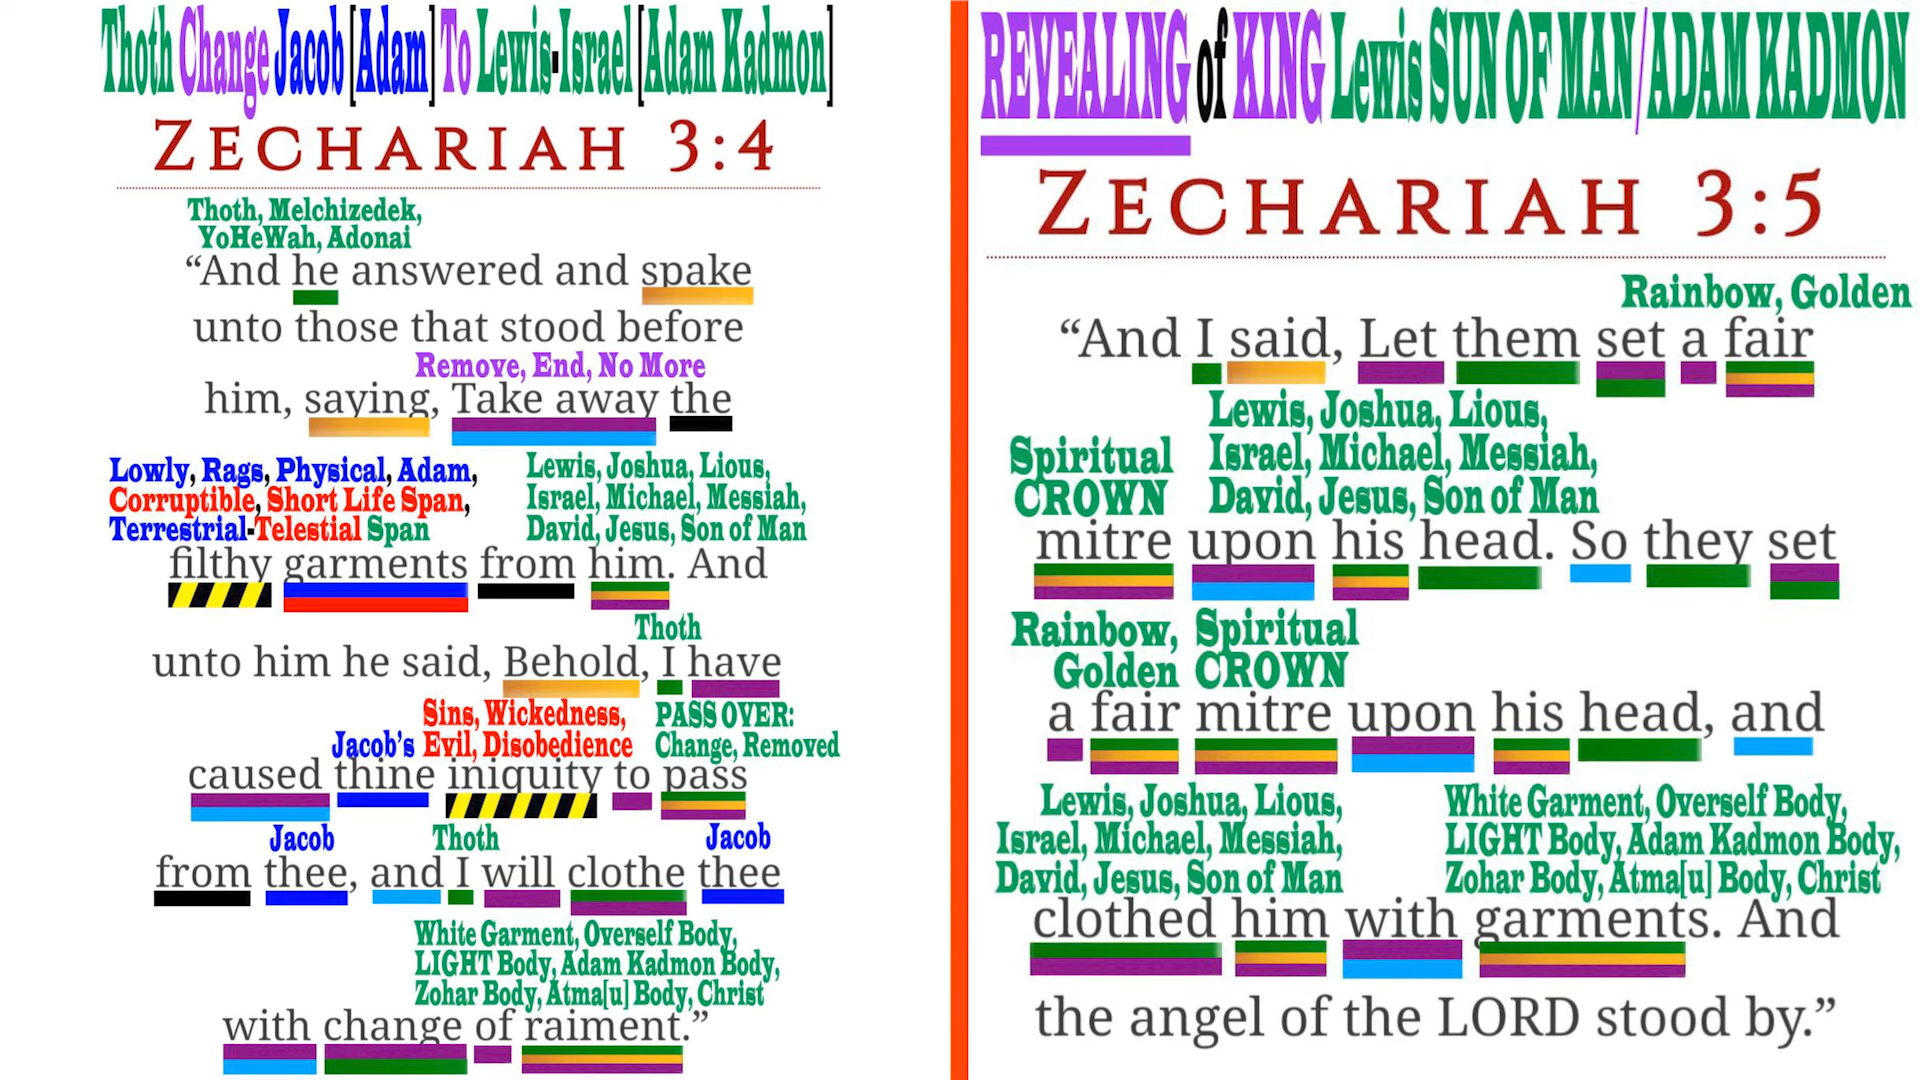 Thoth Change Jacob [Adam] To Lewis-Israel [Adam Kadmon]
ZECHARIAH 3:4
Thoth, Melchizedek,
YoHeWah, Adonai
“And he answered and spake
unto those that stood before
Remove, End, No More
him, saying, Take away the
Lowly, Rags, Physical, Adam,
Corruptible, Short Life Span,
Terrestrial-Telestial Span
Lewis, Joshua, Lious,
Israel, Michael, Messiah,
David, Jesus, Son of Man
filthy garments from him. And
Thoth
unto him he said, Behold, I have
Sins, Wickedness,
Jacob’s Evil, Disobedience
PASS OVER:
Change, Removed
caused thine iniquity to pass
Jacob Thoth Jacob
from thee, and I will clothe thee
White Garment, Overself Body,
LIGHT Body, Adam Kadmon Body,
Zohar Body, Atma[u] Body, Christ
with change of raiment.”
REVEALING of KING Lewis SUN OF MAN/ADAM KADMON
ZECHARIAH 3:5
Rainbow, Golden
“And I said, Let them set a fair
Spiritual
CROWN
Lewis, Joshua, Lious,
Israel, Michael, Messiah,
David, Jesus, Son of Man
mitre upon his head. So they set
Rainbow,
Golden
Spiritual
CROWN
a fair mitre upon his head, and
Lewis, Joshua, Lious,
Israel, Michael, Messiah,
David, Jesus, Son of Man
White Garment, Overself Body,
LIGHT Body, Adam Kadmon Body,
Zohar Body, Atma[u] Body, Christ
clothed him with garments. And
the angel of the LORD stood by.”